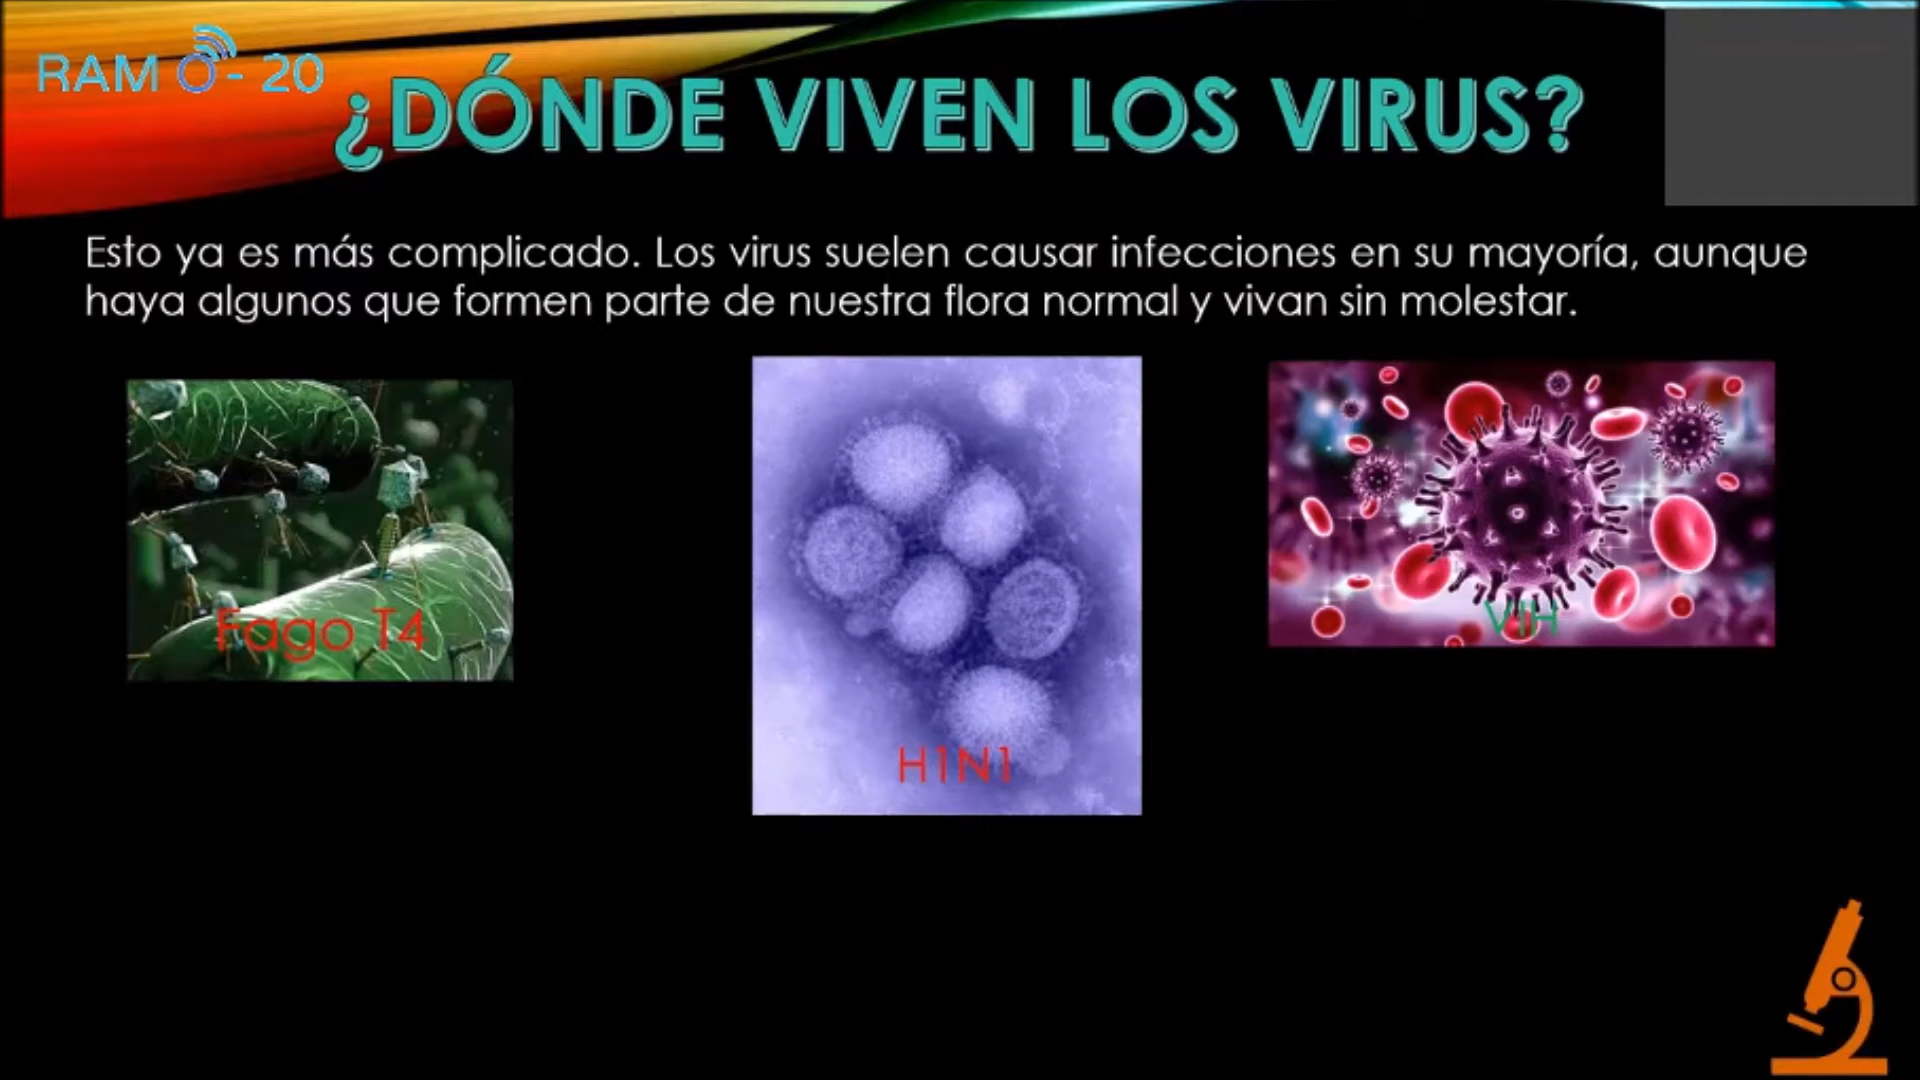 RAM O- 20
¿DÓNDE VIVEN LOS VIRUS?
Esto ya es más complicado. Los virus suelen causar infecciones en su mayoría, aunque
haya algunos que formen parte de nuestra flora normal y vivan sin molestar.
Fago T4
H1N1
VIH